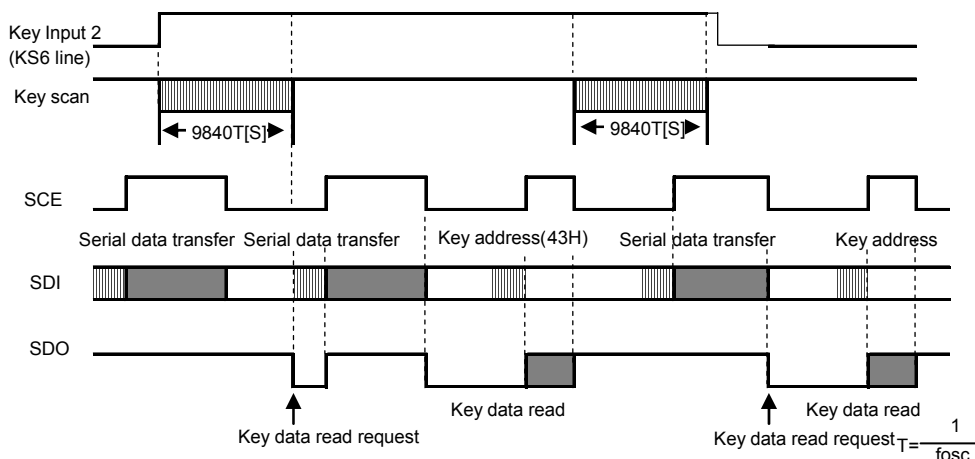 Key Input 2
(KS6 line)
Key scan
9840T[S]
9840T[S]
SCE
Serial data transfer
Serial data transfer
Key address(43H)
Serial data transfer
Key address
SDI
SDO
Key data read
Key data read
Key data read request
Key data read request
T= 1
fosc